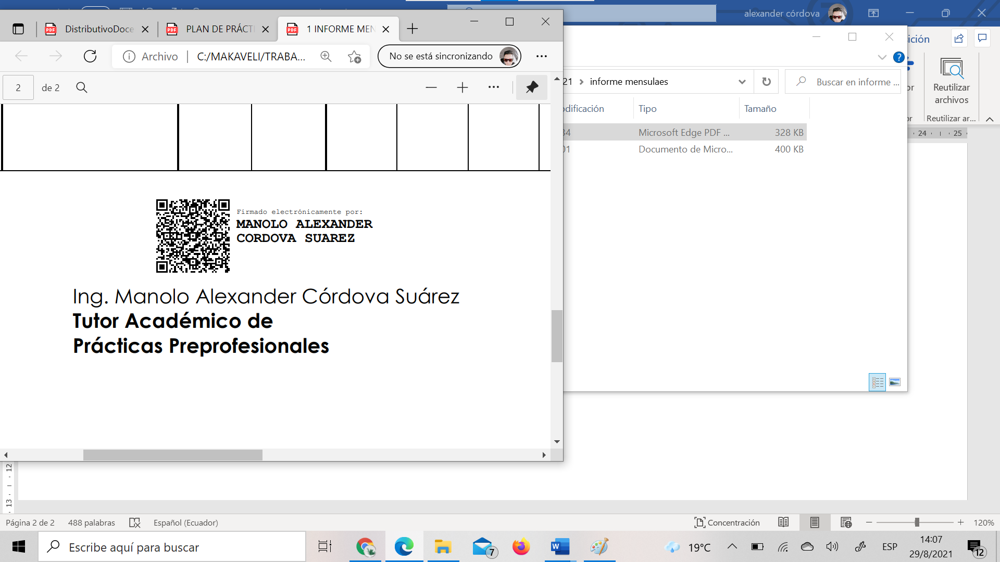 alexander córdova
DistributivoDoce
PLAN DE PRÁCTI
1 INFORME MEN
Archivo
C:/MAKAVELI/TRABA...
No se está sincronizando
2
de 2
21
informe mensulaes
Buscar en informe ...
Tipo
Tamaño
Microsoft Edge PDF ...
328 KB
Documento de Micro...
400 KB
Reutilizar
archivos
Reutilizar ar...
24
25
Firmado electrónicamente por:
MANOLO ALEXANDER
CORDOVA SUAREZ
Ing. Manolo Alexander Córdova Suárez
Tutor Académico de
Prácticas Preprofesionales
12
13
Página 2 de 2
488 palabras
Español (Ecuador)
Concentración
120%
Escribe aquí para buscar
7
19°C
ESP
14:07
29/8/2021
12